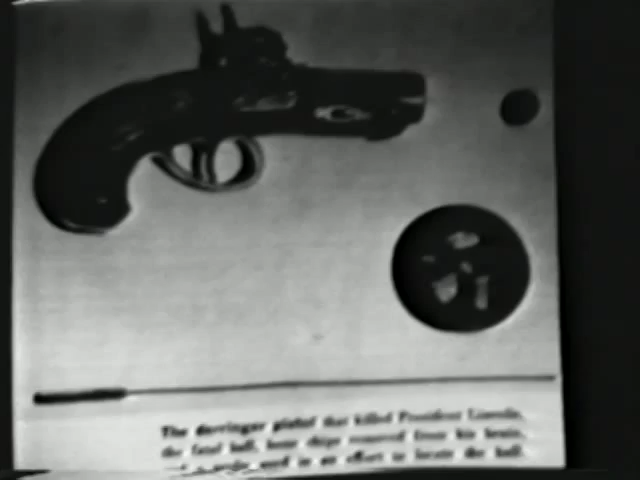 The derringer pistol that killed President Lincoln,
the fatal ball, bone chips removed from his brain,
used in an effort to locate the ball.